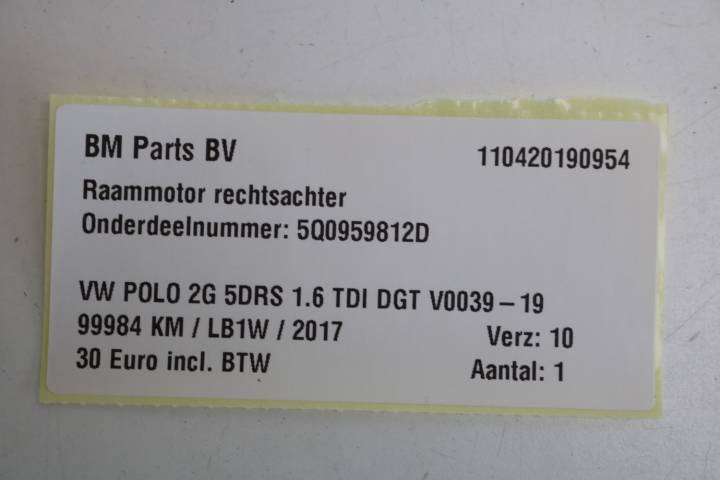 BM Parts BV 110420190954
Raammotor rechtsachter
Onderdeelnummer: 5Q0959812D
VW POLO 2G 5DRS 1.6 TDI DGT V0039-19
99984 KM / LB1W / 2017 Verz: 10
30 Euro incl. BTW Aantal: 1